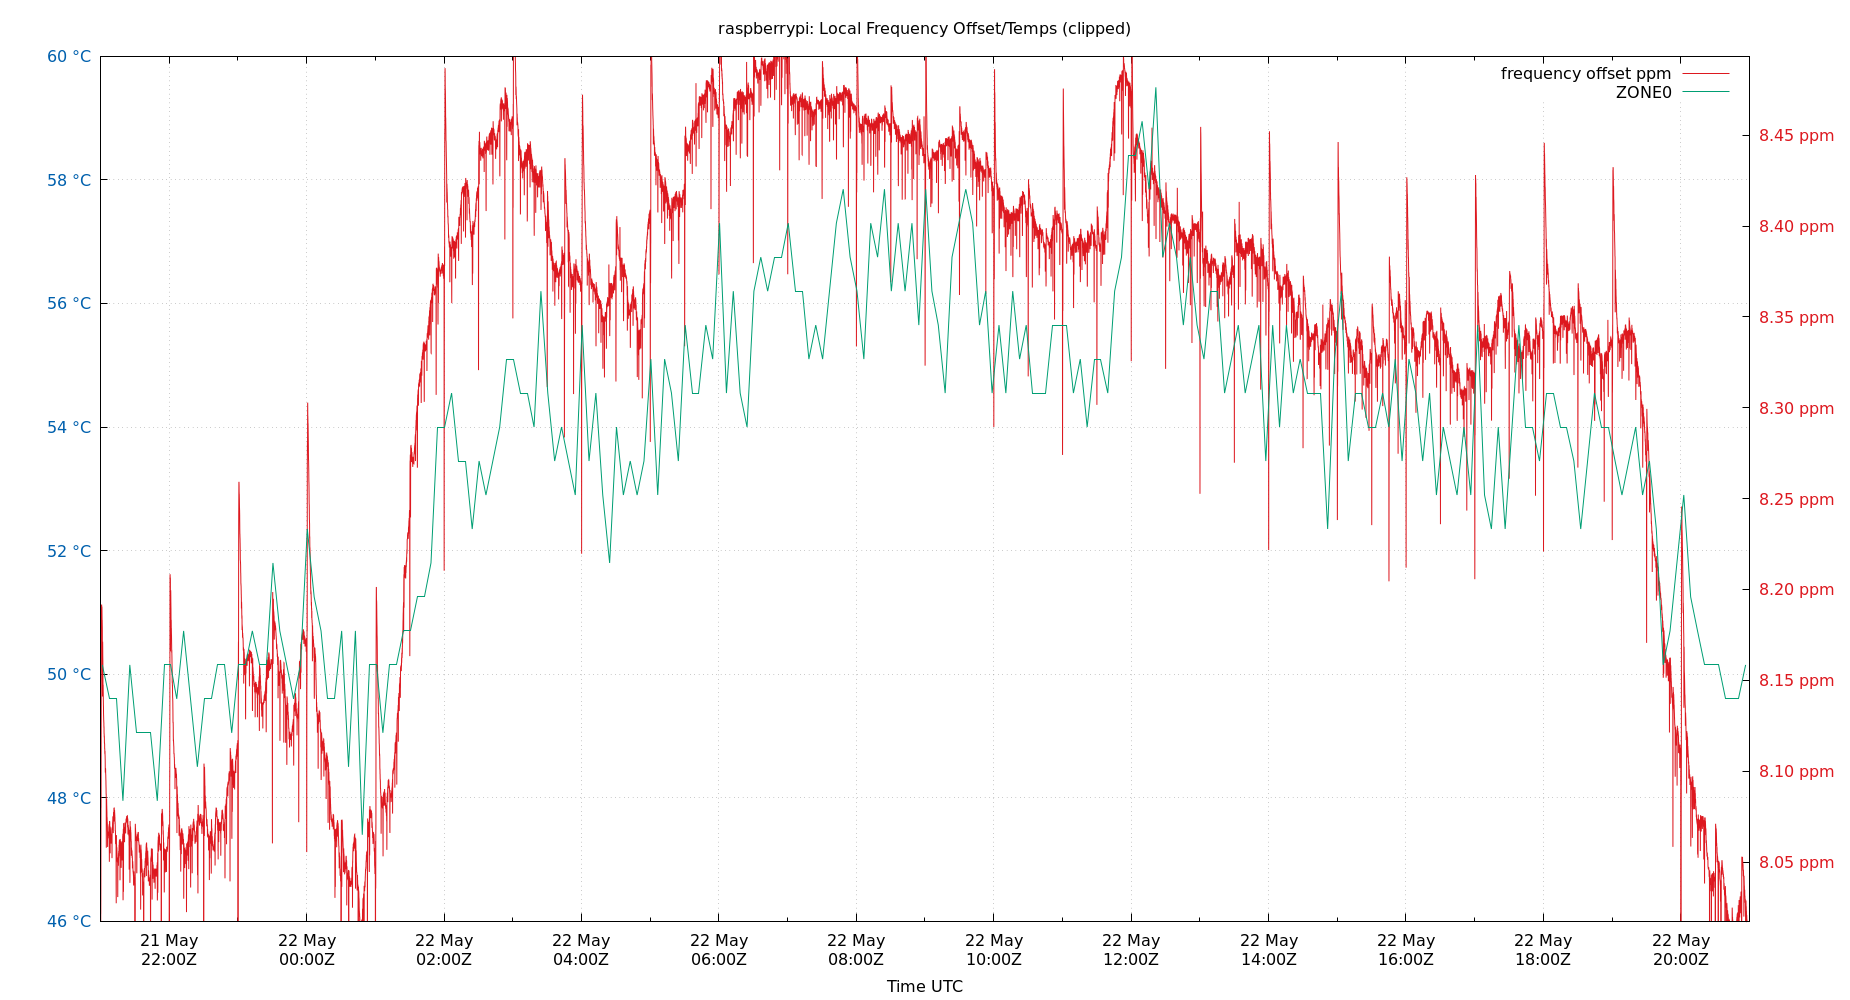 raspberrypi: Local Frequency Offset/Temps (clipped)
frequency offset ppm
ZONE0
60 °C
58 °C
56 °C
54 °C
52 °C
50 °C
48 °C
46 °C
8.45 ppm
8.40 ppm
8.35 ppm
8.30 ppm
8.25 ppm
8.20 ppm
8.15 ppm
8.10 ppm
8.05 ppm
21 May 22 May 22 May 22 May 22 May 22 May 22 May 22 May 22 May 22 May 22 May 22 May
22:00Z 00:00Z 02:00Z 04:00Z 06:00Z 08:00Z 10:00Z 12:00Z 14:00Z 16:00Z 18:00Z 20:00Z
Time UTC